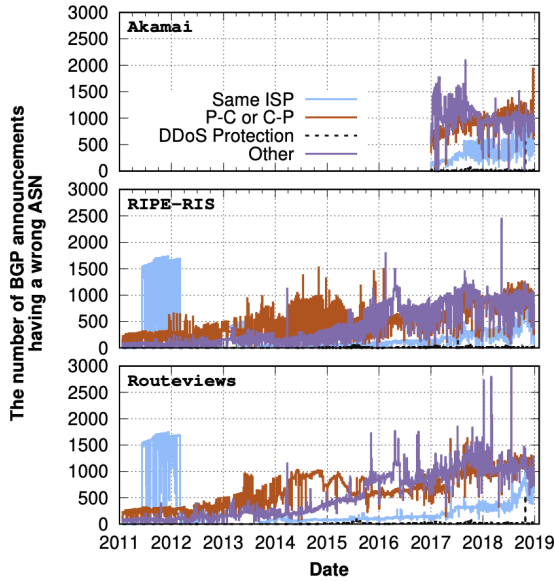 Akamai
3000
2500
2000
1500
1000
500
0
Same ISP
P-C or C-P
DDoS Protection
Other
RIPE-RIS
3000
2500
2000
1500
1000
500
0
Routeviews
3000
2500
2000
1500
1000
500
0
2011 2012 2013 2014 2015 2016 2017 2018 2019
Date
The number of BGP announcements
having a wrong ASN